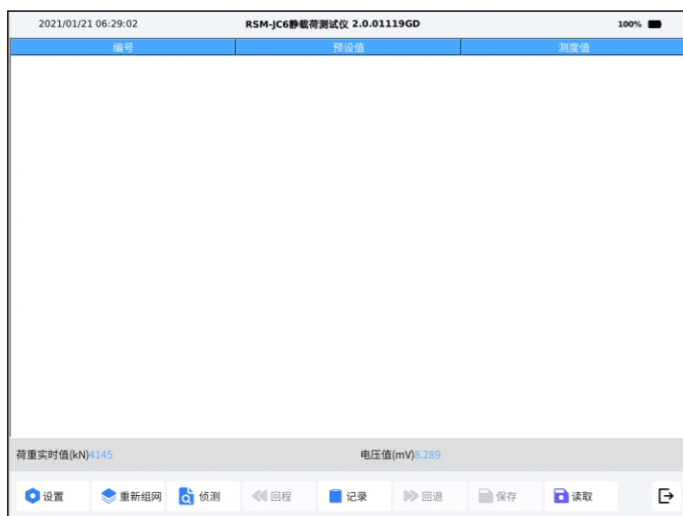 2021/01/21 06:29:02 RSM-JC6静载荷测试仪 2.0.01119GD 100%
编号 预设值 测度值
荷重实时值(kN)4145 电压值(mV)8.289
设置 重新组网 侦测 回程 记录 回退 保存 读取